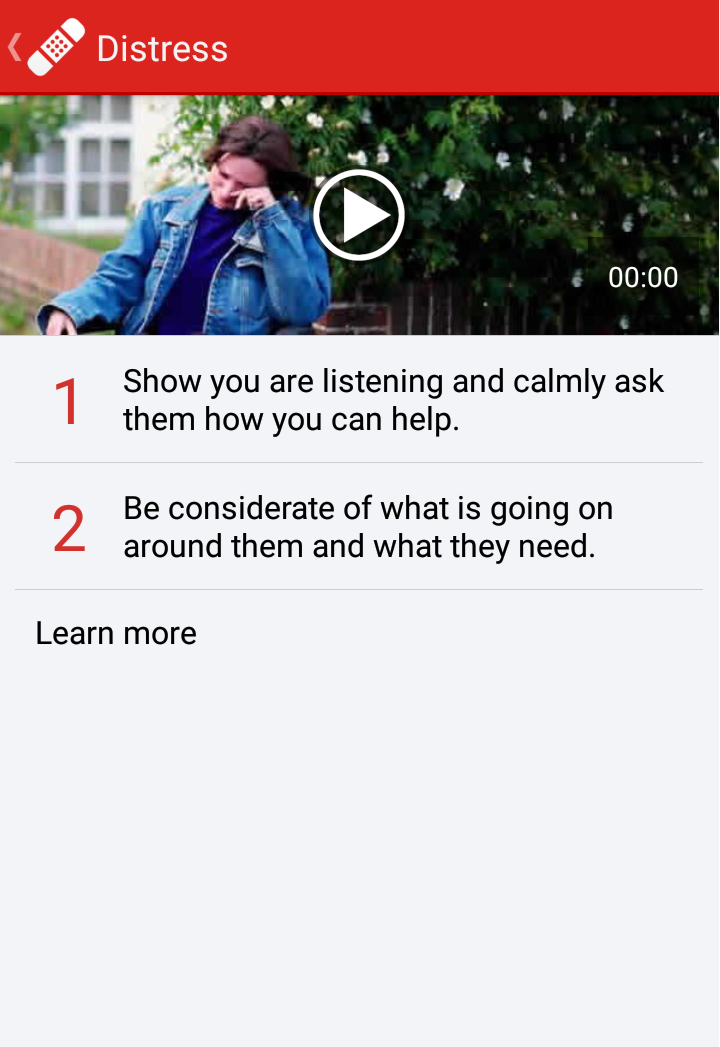 Distress
00:00
1
Show you are listening and calmly ask
them how you can help.
2
Be considerate of what is going on
around them and what they need.
Learn more